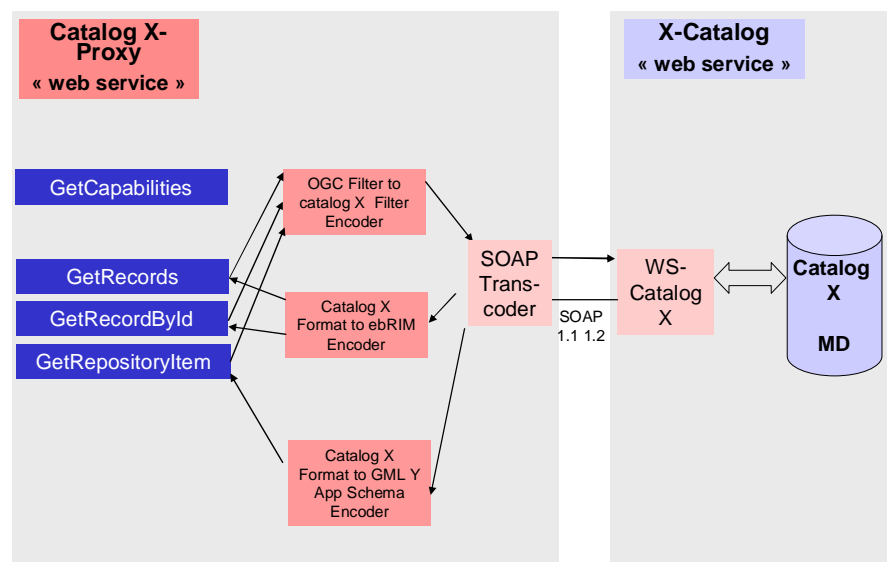 Catalog X-
Proxy
« web service »
X-Catalog
« web service »
GetCapabilities
OGC Filter to
catalog X Filter
Encoder
GetRecords
GetRecordById
GetRepositoryItem
Catalog X
Format to ebRIM
Encoder
SOAP
Trans-
coder
SOAP
1.1 1.2
WS-
Catalog
X
Catalog
X
MD
Catalog X
Format to GML Y
App Schema
Encoder